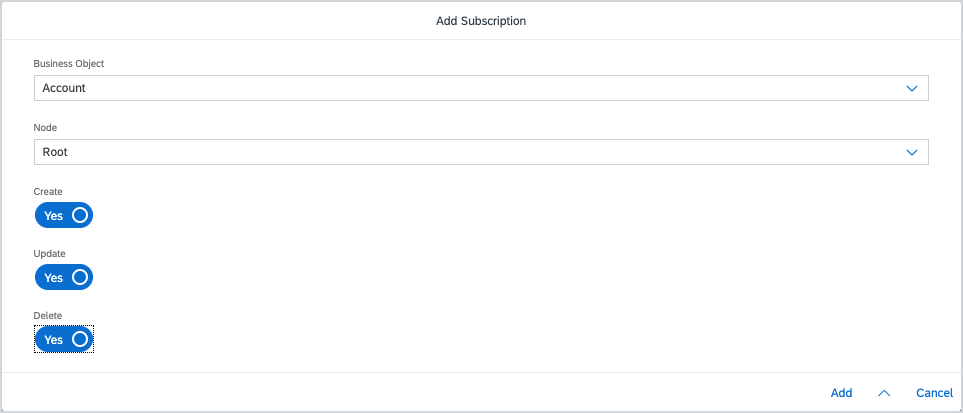 Add Subscription
Business Object
Account
Node
Root
Create
Yes
Update
Yes
Delete
Yes
Add Cancel